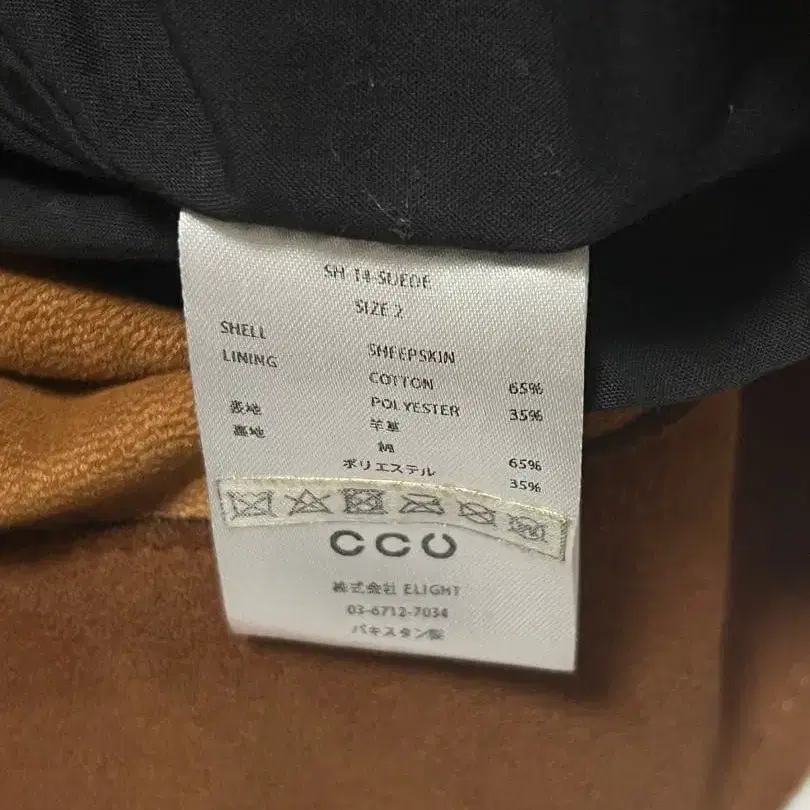 SH-14-SUEDE
SIZE 2
SHELL SHEEPSKIN
LINING COTTON 65%
POLYESTER 35%
表地 羊革
裏地 綿 65%
ポリエステル 35%
CCU
株式会社 ELIGHT
03-6712-7034
パキスタン製